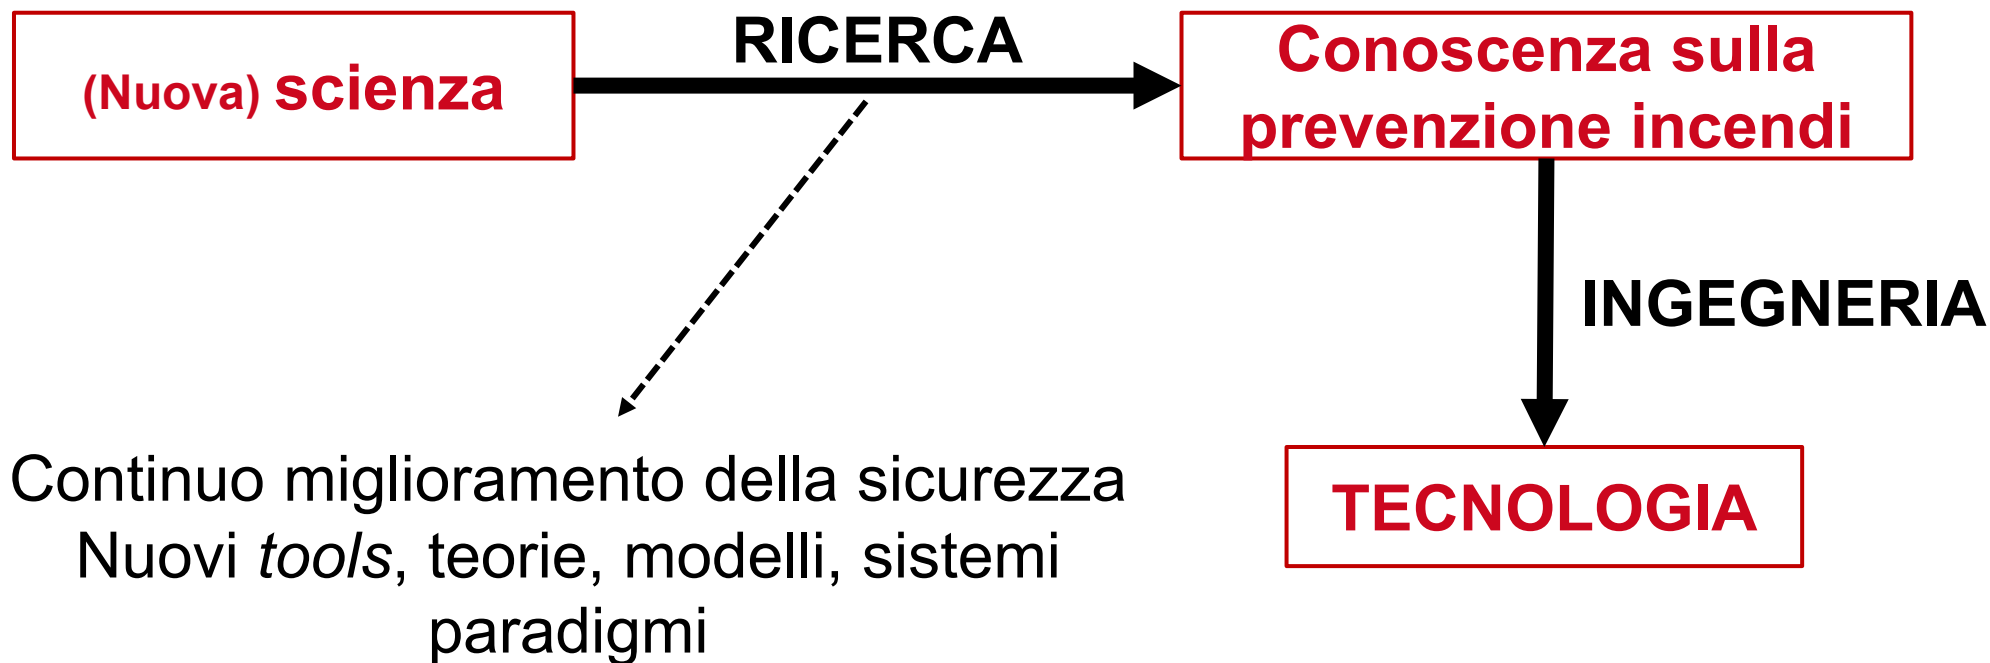 RICERCA
(Nuova) scienza
Conoscenza sulla
prevenzione incendi
INGEGNERIA
TECNOLOGIA
Continuo miglioramento della sicurezza
Nuovi tools, teorie, modelli, sistemi
paradigmi